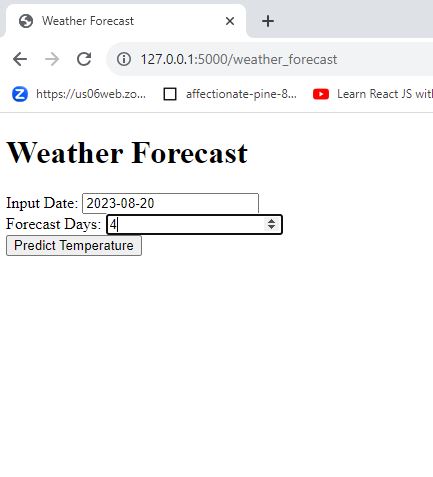 Weather Forecast
127.0.0.1:5000/weather_forecast
https://us06web.zo... affectionate-pine-8... Learn React JS wit
Weather Forecast
Input Date: 2023-08-20
Forecast Days: 4
Predict Temperature